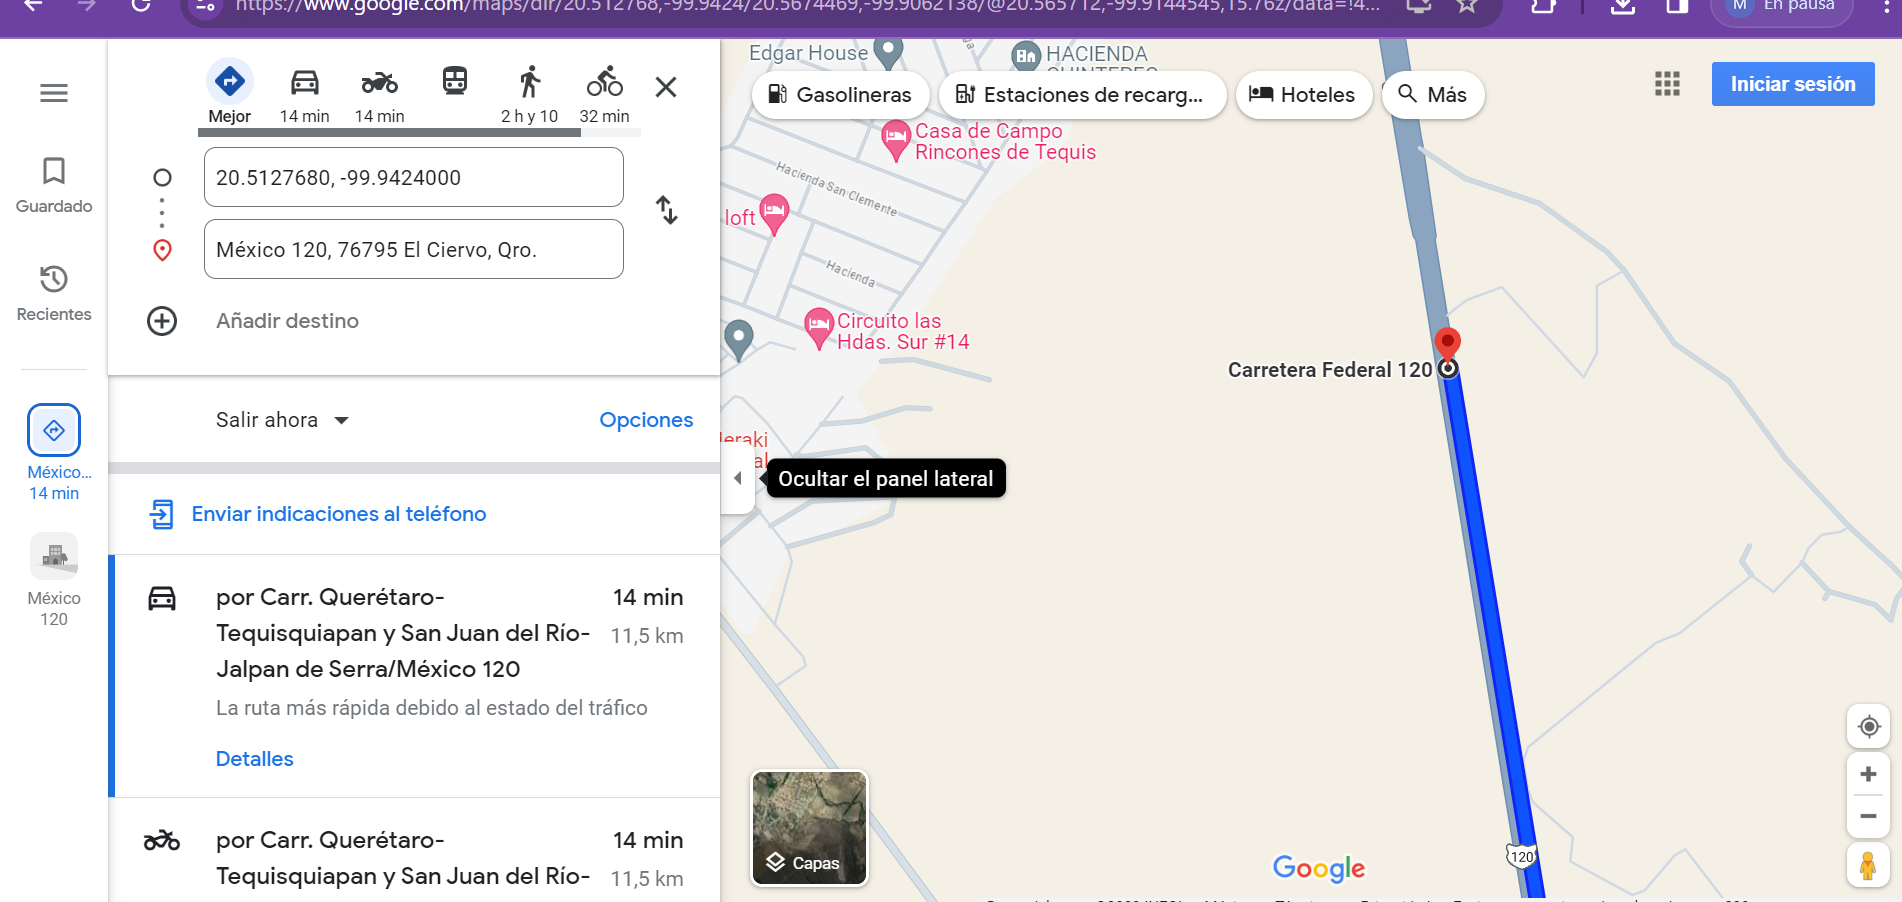 https://www.google.com/maps/dir/20.512768,-99.9424/20.5674469,-99.9062138/@20.565712,-99.9144545,15.76z/data=!4...
M En pausa
Guardado
Recientes
México...
14 min
México
120
Mejor
14 min
14 min
2 h y 10
32 min
20.5127680, -99.9424000
México 120, 76795 El Ciervo, Qro.
Añadir destino
Salir ahora
Opciones
Enviar indicaciones al teléfono
por Carr. Querétaro-
14 min
Tequisquiapan y San Juan del Río-
11,5 km
Jalpan de Serra/México 120
La ruta más rápida debido al estado del tráfico
Detalles
por Carr. Querétaro-
14 min
Tequisquiapan y San Juan del Río-
11,5 km
Edgar House
HACIENDA
Gasolineras
Estaciones de recarg...
Hoteles
Más
Iniciar sesión
Casa de Campo
Rincones de Tequis
Hacienda San Clemente
loft
Hacienda
Circuito las
Hdas. Sur #14
Carretera Federal 120
Ocultar el panel lateral
Capas
Google
120